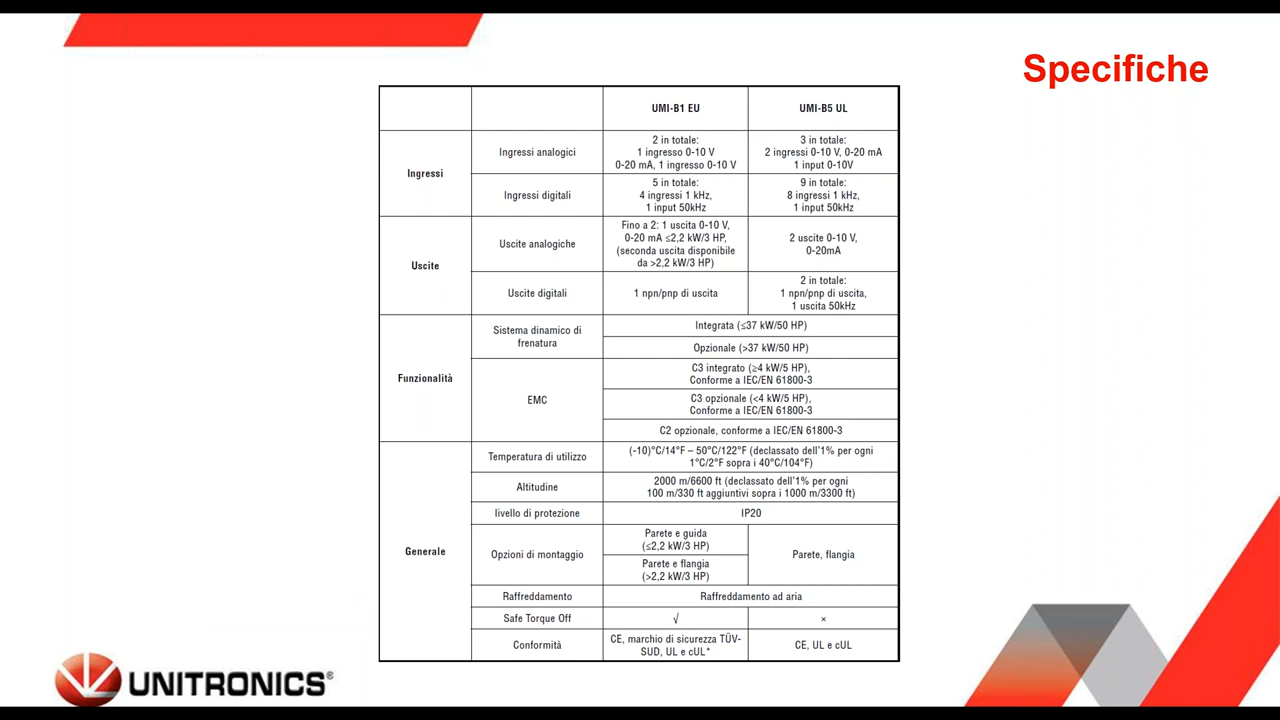 Specifiche
UMI-B1 EU
UMI-B5 UL
Ingressi
Ingressi analogici
2 in totale:
1 ingresso 0-10 V
0-20 mA, 1 ingresso 0-10 V
3 in totale:
2 ingressi 0-10 V, 0-20 mA
1 input 0-10V
Ingressi digitali
5 in totale:
4 ingressi 1 kHz,
1 input 50kHz
9 in totale:
8 ingressi 1 kHz,
1 input 50kHz
Uscite
Uscite analogiche
Fino a 2: 1 uscita 0-10 V,
0-20 mA ≤2,2 kW/3 HP,
(seconda uscita disponibile
da >2,2 kW/3 HP)
2 uscite 0-10 V,
0-20mA
Uscite digitali
1 npn/pnp di uscita
2 in totale:
1 npn/pnp di uscita,
1 uscita 50kHz
Funzionalità
Sistema dinamico di
frenatura
Integrata (≤37 kW/50 HP)
Opzionale (>37 kW/50 HP)
EMC
C3 integrato (≥4 kW/5 HP),
Conforme a IEC/EN 61800-3
C3 opzionale (<4 kW/5 HP),
Conforme a IEC/EN 61800-3
C2 opzionale, conforme a IEC/EN 61800-3
Generale
Temperatura di utilizzo
(-10)°C/14°F – 50°C/122°F (declassato dell'1% per ogni
1°C/2°F sopra i 40°C/104°F)
Altitudine
2000 m/6600 ft (declassato dell'1% per ogni
100 m/330 ft aggiuntivi sopra i 1000 m/3300 ft)
livello di protezione
IP20
Opzioni di montaggio
Parete e guida
(≤2,2 kW/3 HP)
Parete e flangia
(>2,2 kW/3 HP)
Parete, flangia
Raffreddamento
Raffreddamento ad aria
Safe Torque Off
√
×
Conformità
CE, marchio di sicurezza TÜV-
SUD, UL e cUL*
CE, UL e cUL
UNITRONICS®